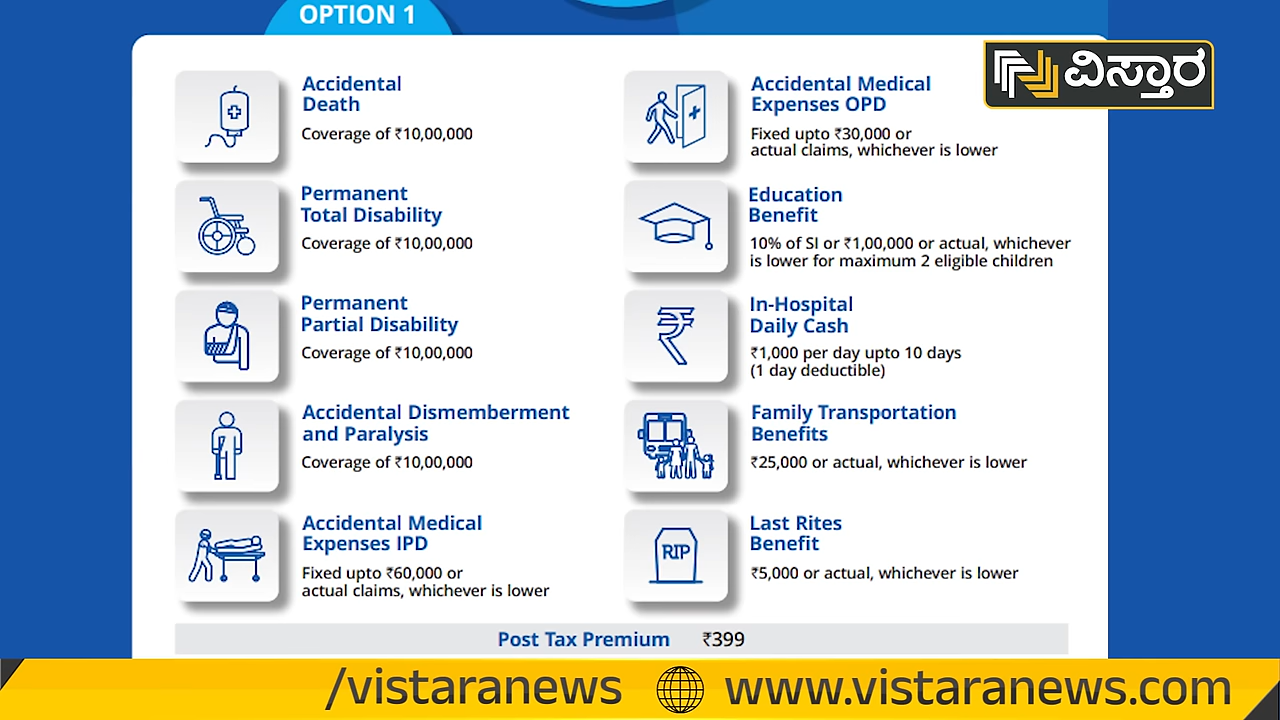 OPTION 1
ವಿಸ್ತಾರ
Accidental
Death
Coverage of ₹10,00,000
Permanent
Total Disability
Coverage of ₹10,00,000
Permanent
Partial Disability
Coverage of ₹10,00,000
Accidental Dismemberment
and Paralysis
Coverage of ₹10,00,000
Accidental Medical
Expenses IPD
Fixed upto ₹60,000 or
actual claims, whichever is lower
Accidental Medical
Expenses OPD
Fixed upto ₹30,000 or
actual claims, whichever is lower
Education
Benefit
10% of SI or ₹1,00,000 or actual, whichever
is lower for maximum 2 eligible children
In-Hospital
Daily Cash
₹1,000 per day upto 10 days
(1 day deductible)
Family Transportation
Benefits
₹25,000 or actual, whichever is lower
RIP
Last Rites
Benefit
₹5,000 or actual, whichever is lower
Post Tax Premium ₹399
/vistaranews www.vistaranews.com